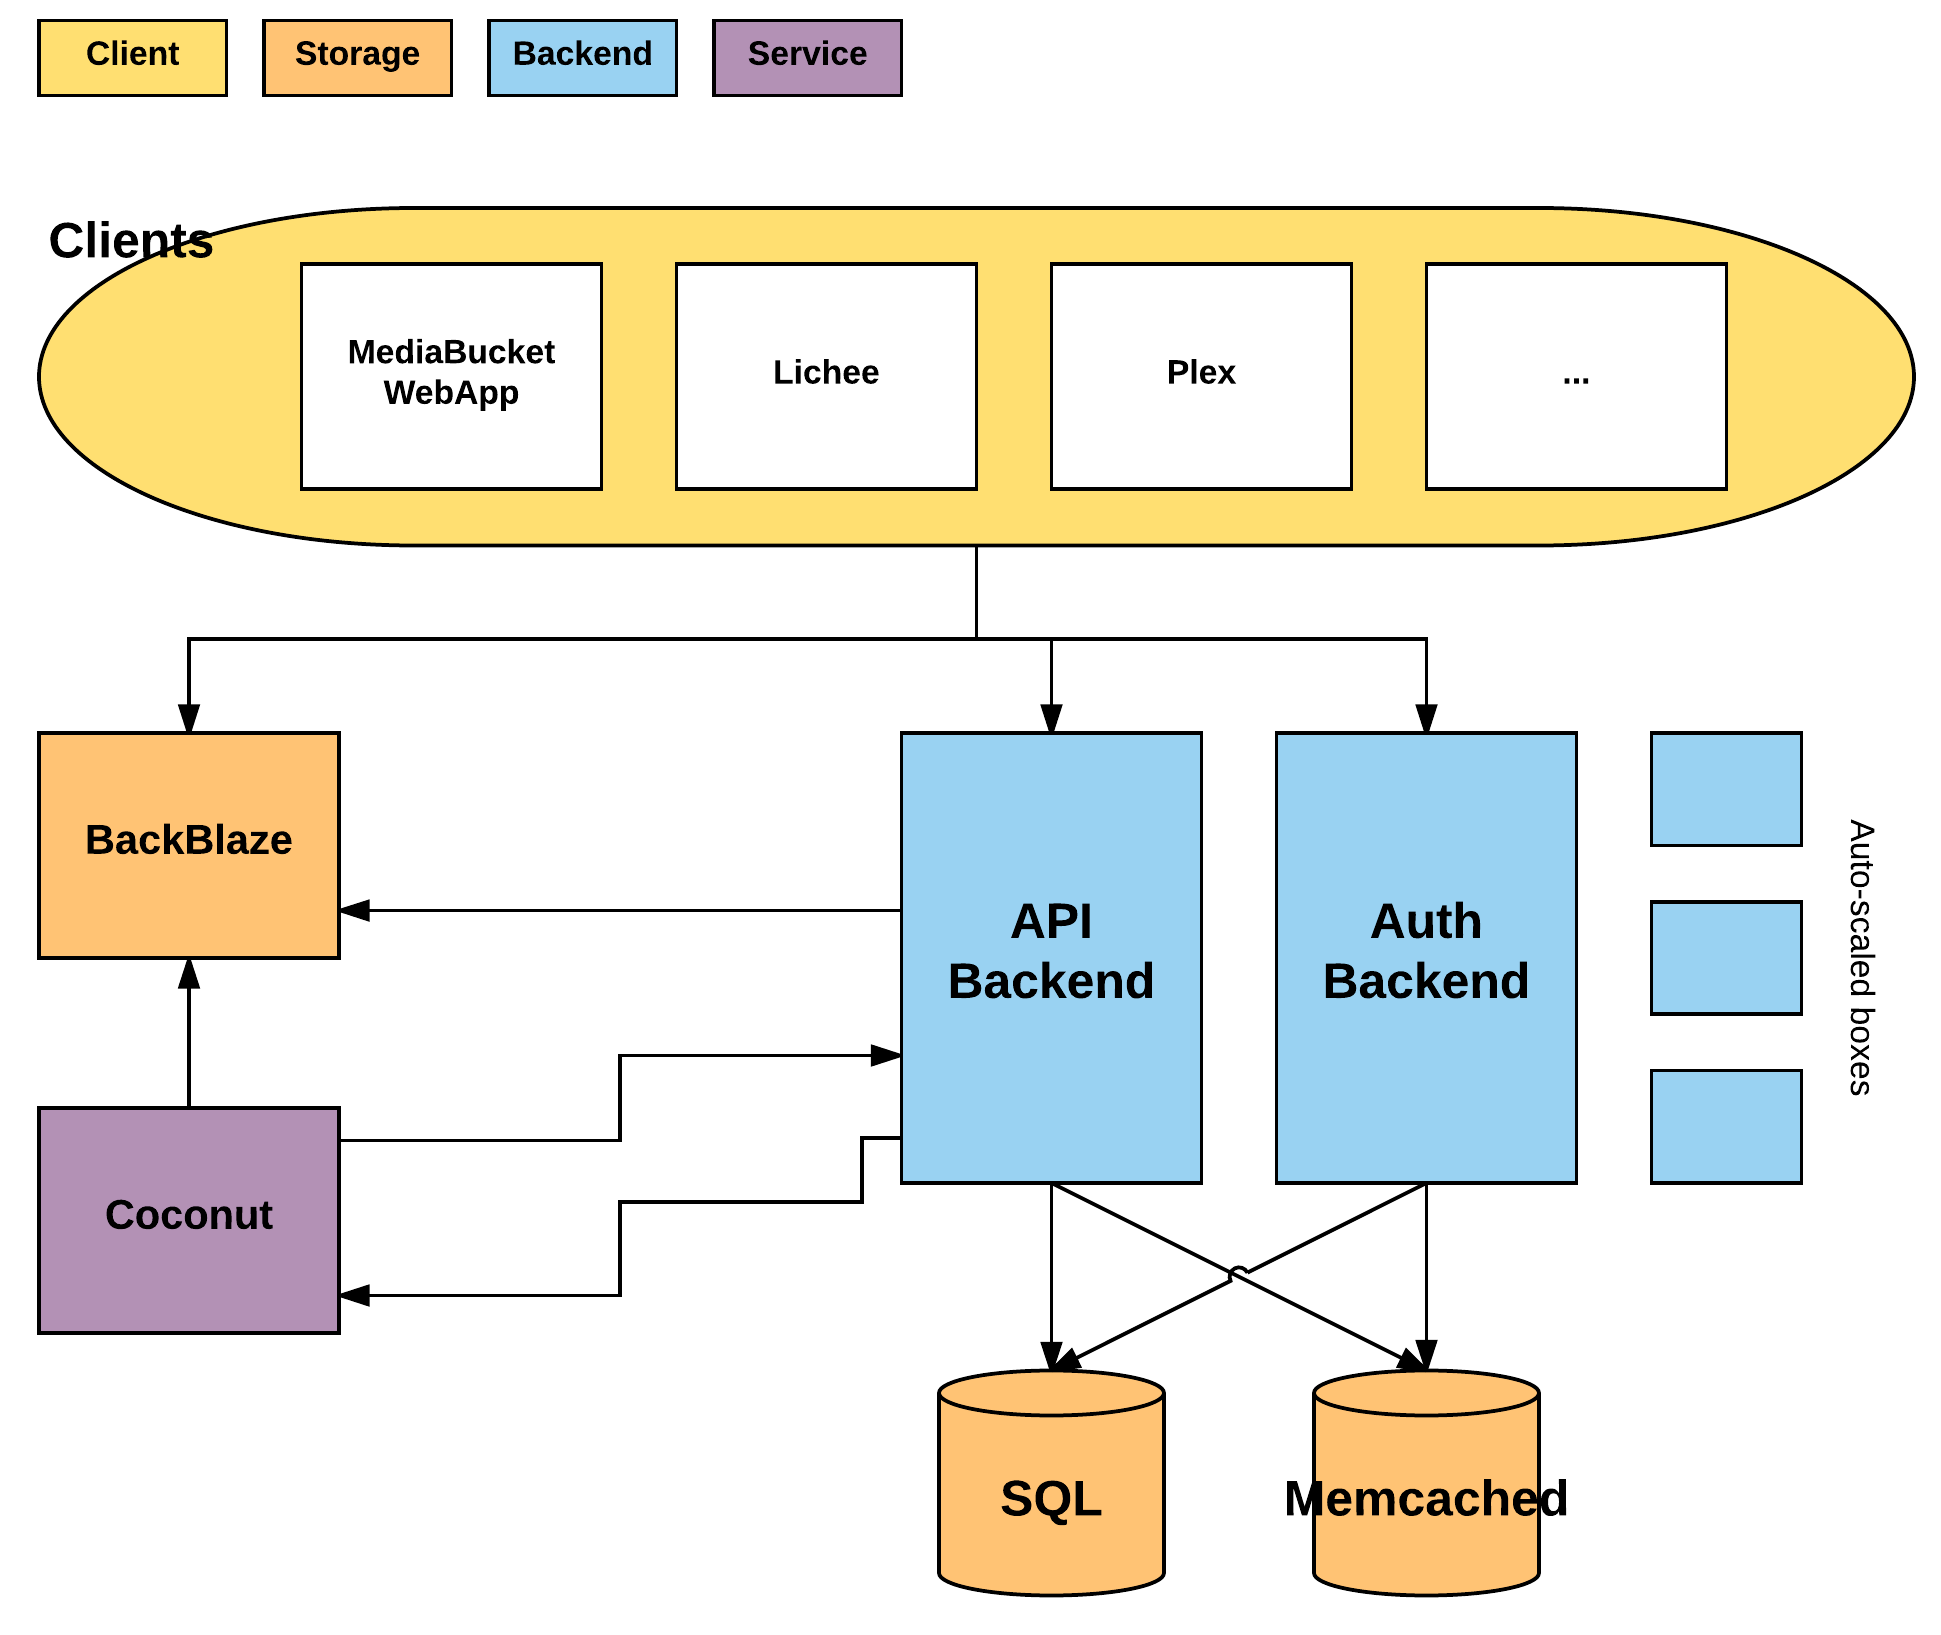 Client
Storage
Backend
Service
Clients
MediaBucket
WebApp
Lichee
Plex
...
BackBlaze
API
Backend
Auth
Backend
Auto-scaled boxes
Coconut
SQL
Memcached